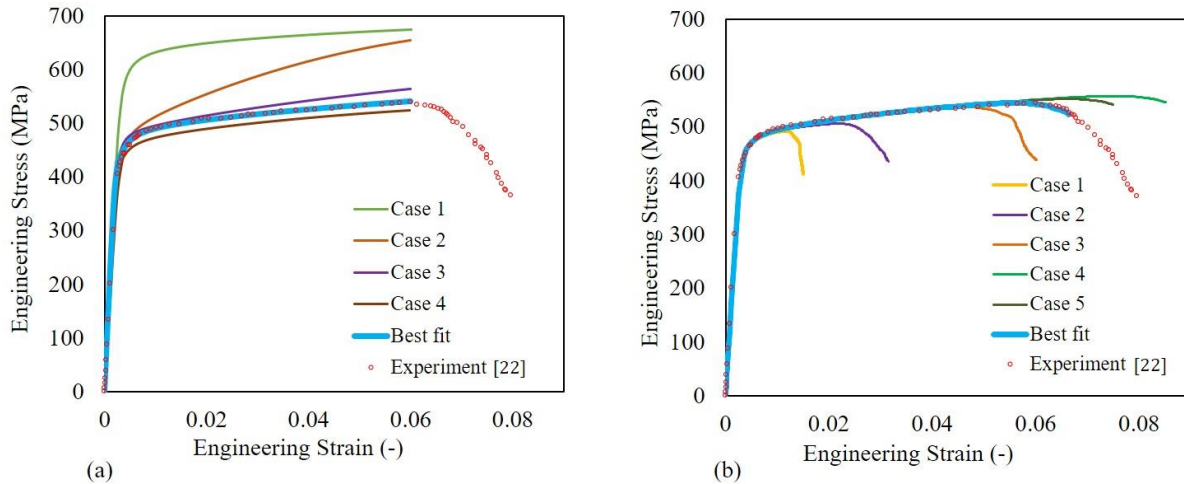 700
600
500
400
300
200
100
0
Engineering Stress (MPa)
Case 1
Case 2
Case 3
Case 4
Best fit
Experiment [22]
0 0.02 0.04 0.06 0.08
Engineering Strain (-)
(a)
700
600
500
400
300
200
100
0
Engineering Stress (MPa)
Case 1
Case 2
Case 3
Case 4
Case 5
Best fit
Experiment [22]
0 0.02 0.04 0.06 0.08
Engineering Strain (-)
(b)